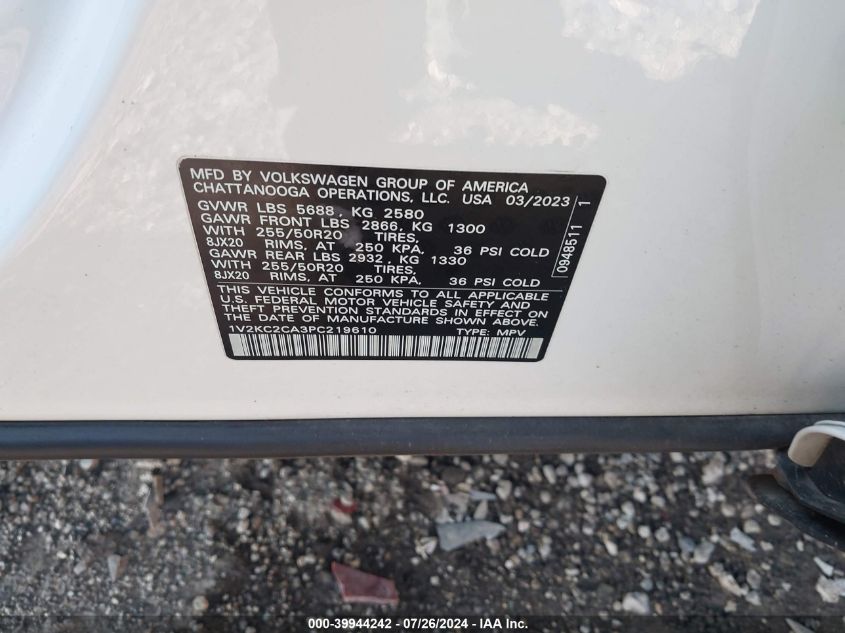 MFD BY VOLKSWAGEN GROUP OF AMERICA
CHATTANOOGA OPERATIONS, LLC. USA 03/2023
GVWR LBS 5688, KG 2580
GAWR FRONT LBS 2866, KG 1300
WITH 255/50R20 TIRES,
8JX20 RIMS, AT 250 KPA, 36 PSI COLD
GAWR REAR LBS 2932, KG 1330
WITH 255/50R20 TIRES,
8JX20 RIMS, AT 250 KPA, 36 PSI COLD
THIS VEHICLE CONFORMS TO ALL APPLICABLE
U.S. FEDERAL MOTOR VEHICLE SAFETY AND
THEFT PREVENTION STANDARDS IN EFFECT ON
THE DATE OF MANUFACTURE SHOWN ABOVE
1V2KC2CA3PC219610 TYPE: MPV
0948511 1
000-39944242 - 07/26/2024 - IAA Inc.